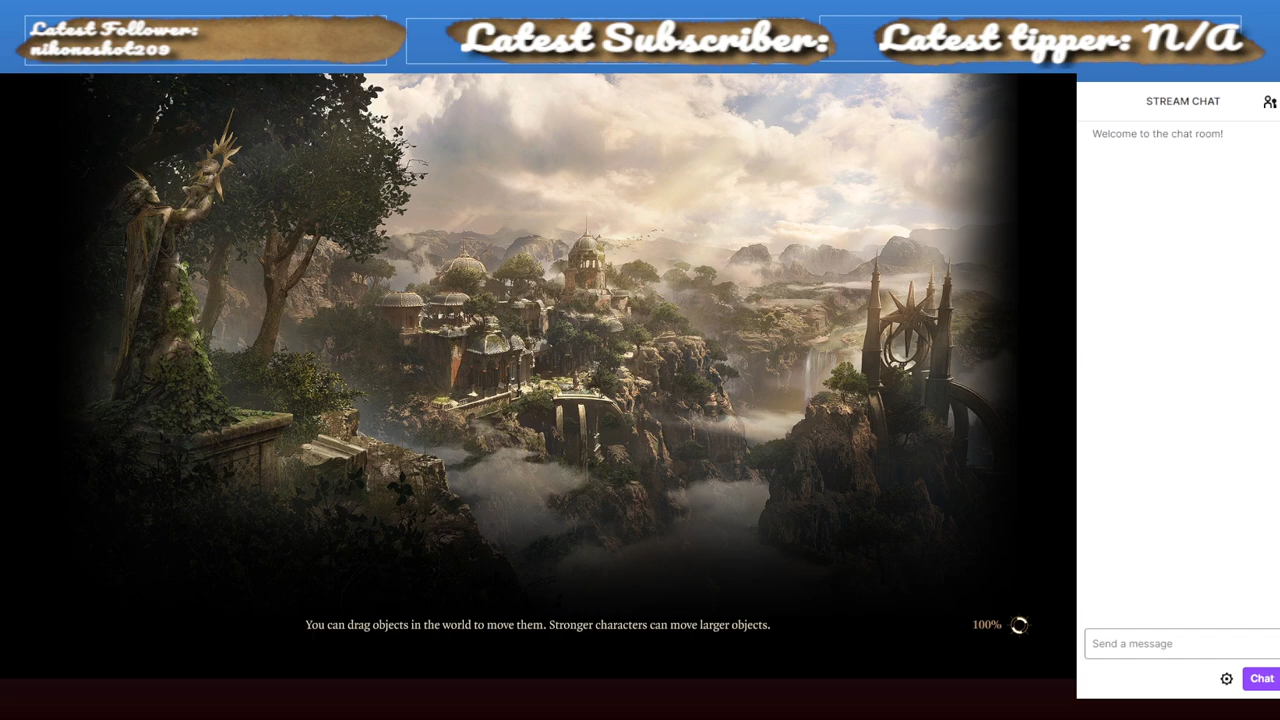 Latest Follower:
nikoneshot209
Latest Subscriber:
Latest tipper: N/A
STREAM CHAT
Welcome to the chat room!
You can drag objects in the world to move them. Stronger characters can move larger objects.
100%
Send a message
Chat